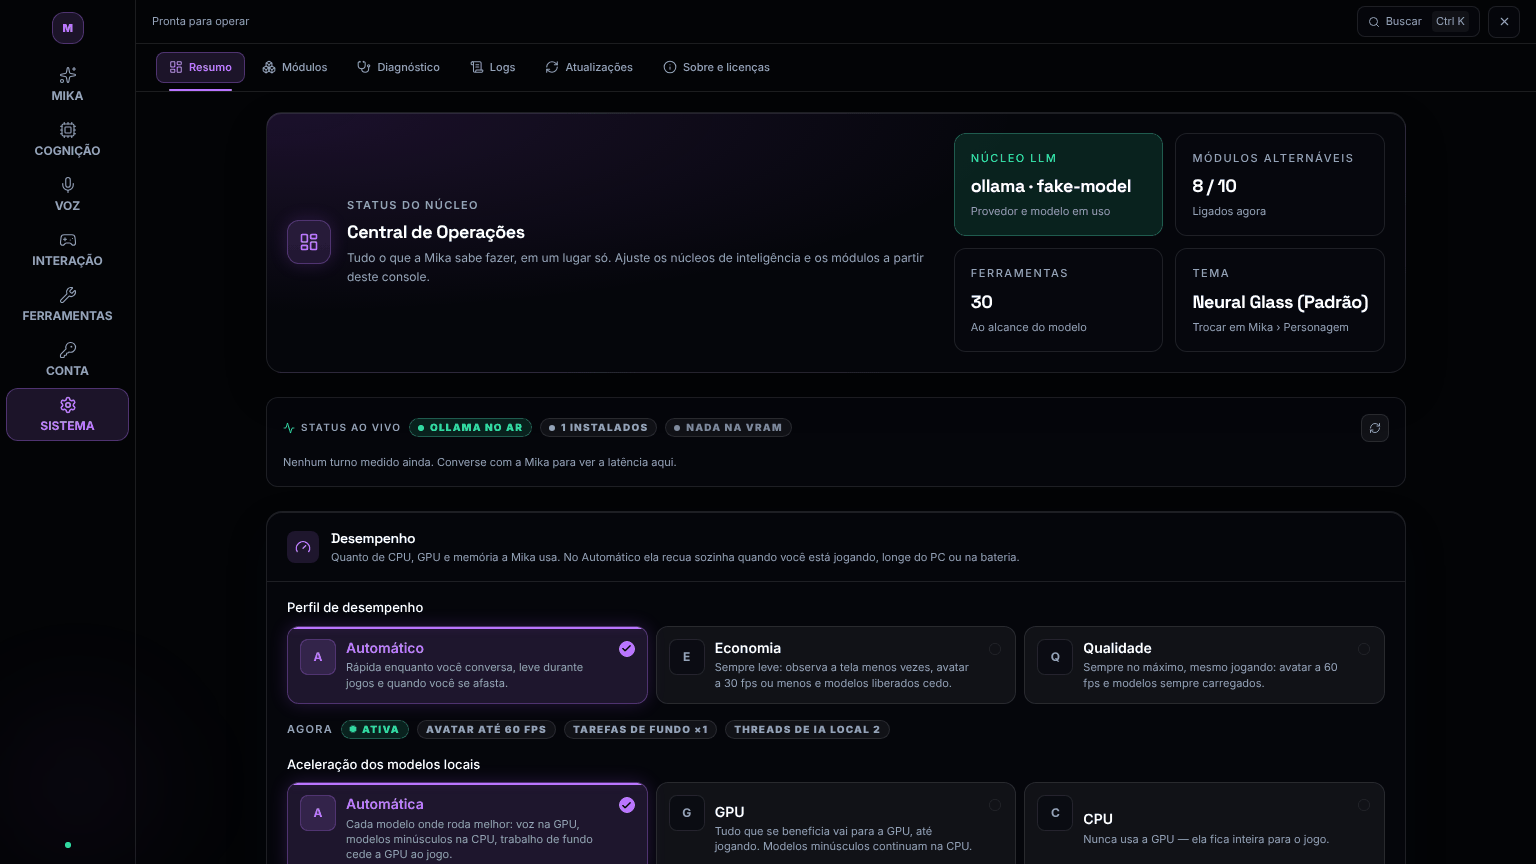 M
Pronta para operar
Buscar
Ctrl K
MIKA
COGNIÇÃO
VOZ
INTERAÇÃO
FERRAMENTAS
CONTA
SISTEMA
Resumo
Módulos
Diagnóstico
Logs
Atualizações
Sobre e licenças
STATUS DO NÚCLEO
Central de Operações
Tudo o que a Mika sabe fazer, em um lugar só. Ajuste os núcleos de inteligência e os módulos a partir
deste console.
NÚCLEO LLM
ollama · fake-model
Provedor e modelo em uso
MÓDULOS ALTERNÁVEIS
8 / 10
Ligados agora
FERRAMENTAS
30
Ao alcance do modelo
TEMA
Neural Glass (Padrão)
Trocar em Mika › Personagem
STATUS AO VIVO
OLLAMA NO AR
1 INSTALADOS
NADA NA VRAM
Nenhum turno medido ainda. Converse com a Mika para ver a latência aqui.
Desempenho
Quanto de CPU, GPU e memória a Mika usa. No Automático ela recua sozinha quando você está jogando, longe do PC ou na bateria.
Perfil de desempenho
A
Automático
Rápida enquanto você conversa, leve durante
jogos e quando você se afasta.
E
Economia
Sempre leve: observa a tela menos vezes, avatar
a 30 fps ou menos e modelos liberados cedo.
Q
Qualidade
Sempre no máximo, mesmo jogando: avatar a 60
fps e modelos sempre carregados.
AGORA
ATIVA
AVATAR ATÉ 60 FPS
TAREFAS DE FUNDO ×1
THREADS DE IA LOCAL 2
Aceleração dos modelos locais
A
Automática
Cada modelo onde roda melhor: voz na GPU,
modelos minúsculos na CPU, trabalho de fundo
cede a GPU ao jogo.
G
GPU
Tudo que se beneficia vai para a GPU, até
jogando. Modelos minúsculos continuam na CPU.
C
CPU
Nunca usa a GPU — ela fica inteira para o jogo.